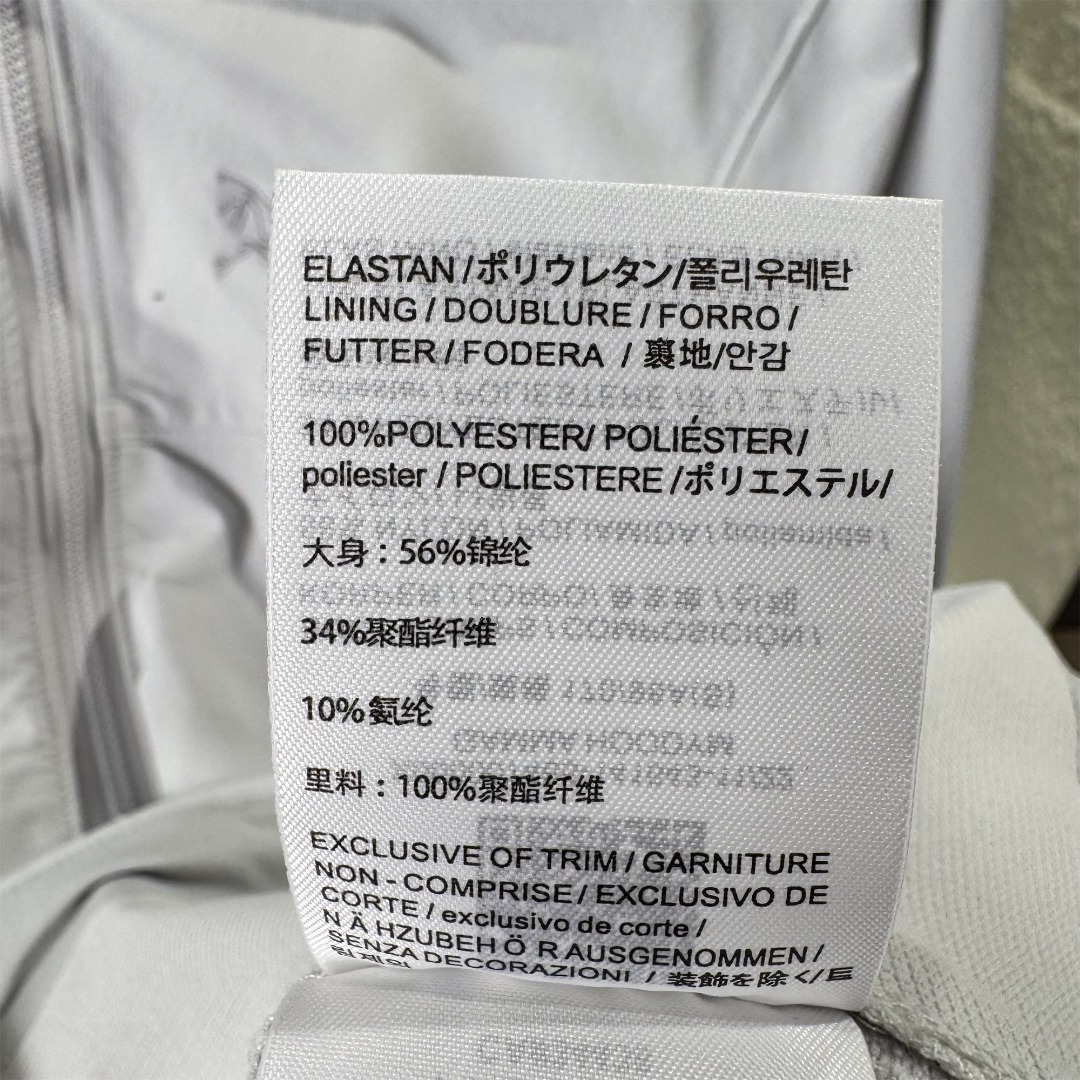 ELASTAN/ポリウレタン/폴리우레탄
LINING / DOUBLURE / FORRO /
FUTTER / FODERA / 裏地/안감
100%POLYESTER/ POLIÉSTER/
poliester / POLIESTERE /ポリエステル/
大身：56%锦纶
34%聚酯纤维
10%氨纶
里料：100%聚酯纤维
EXCLUSIVE OF TRIM / GARNITURE
NON - COMPRISE / EXCLUSIVO DE
CORTE / exclusivo de corte /
N Ä HZUBEH Ö R AUSGENOMMEN /
SENZA DECORAZIONI / 装飾を除く/트